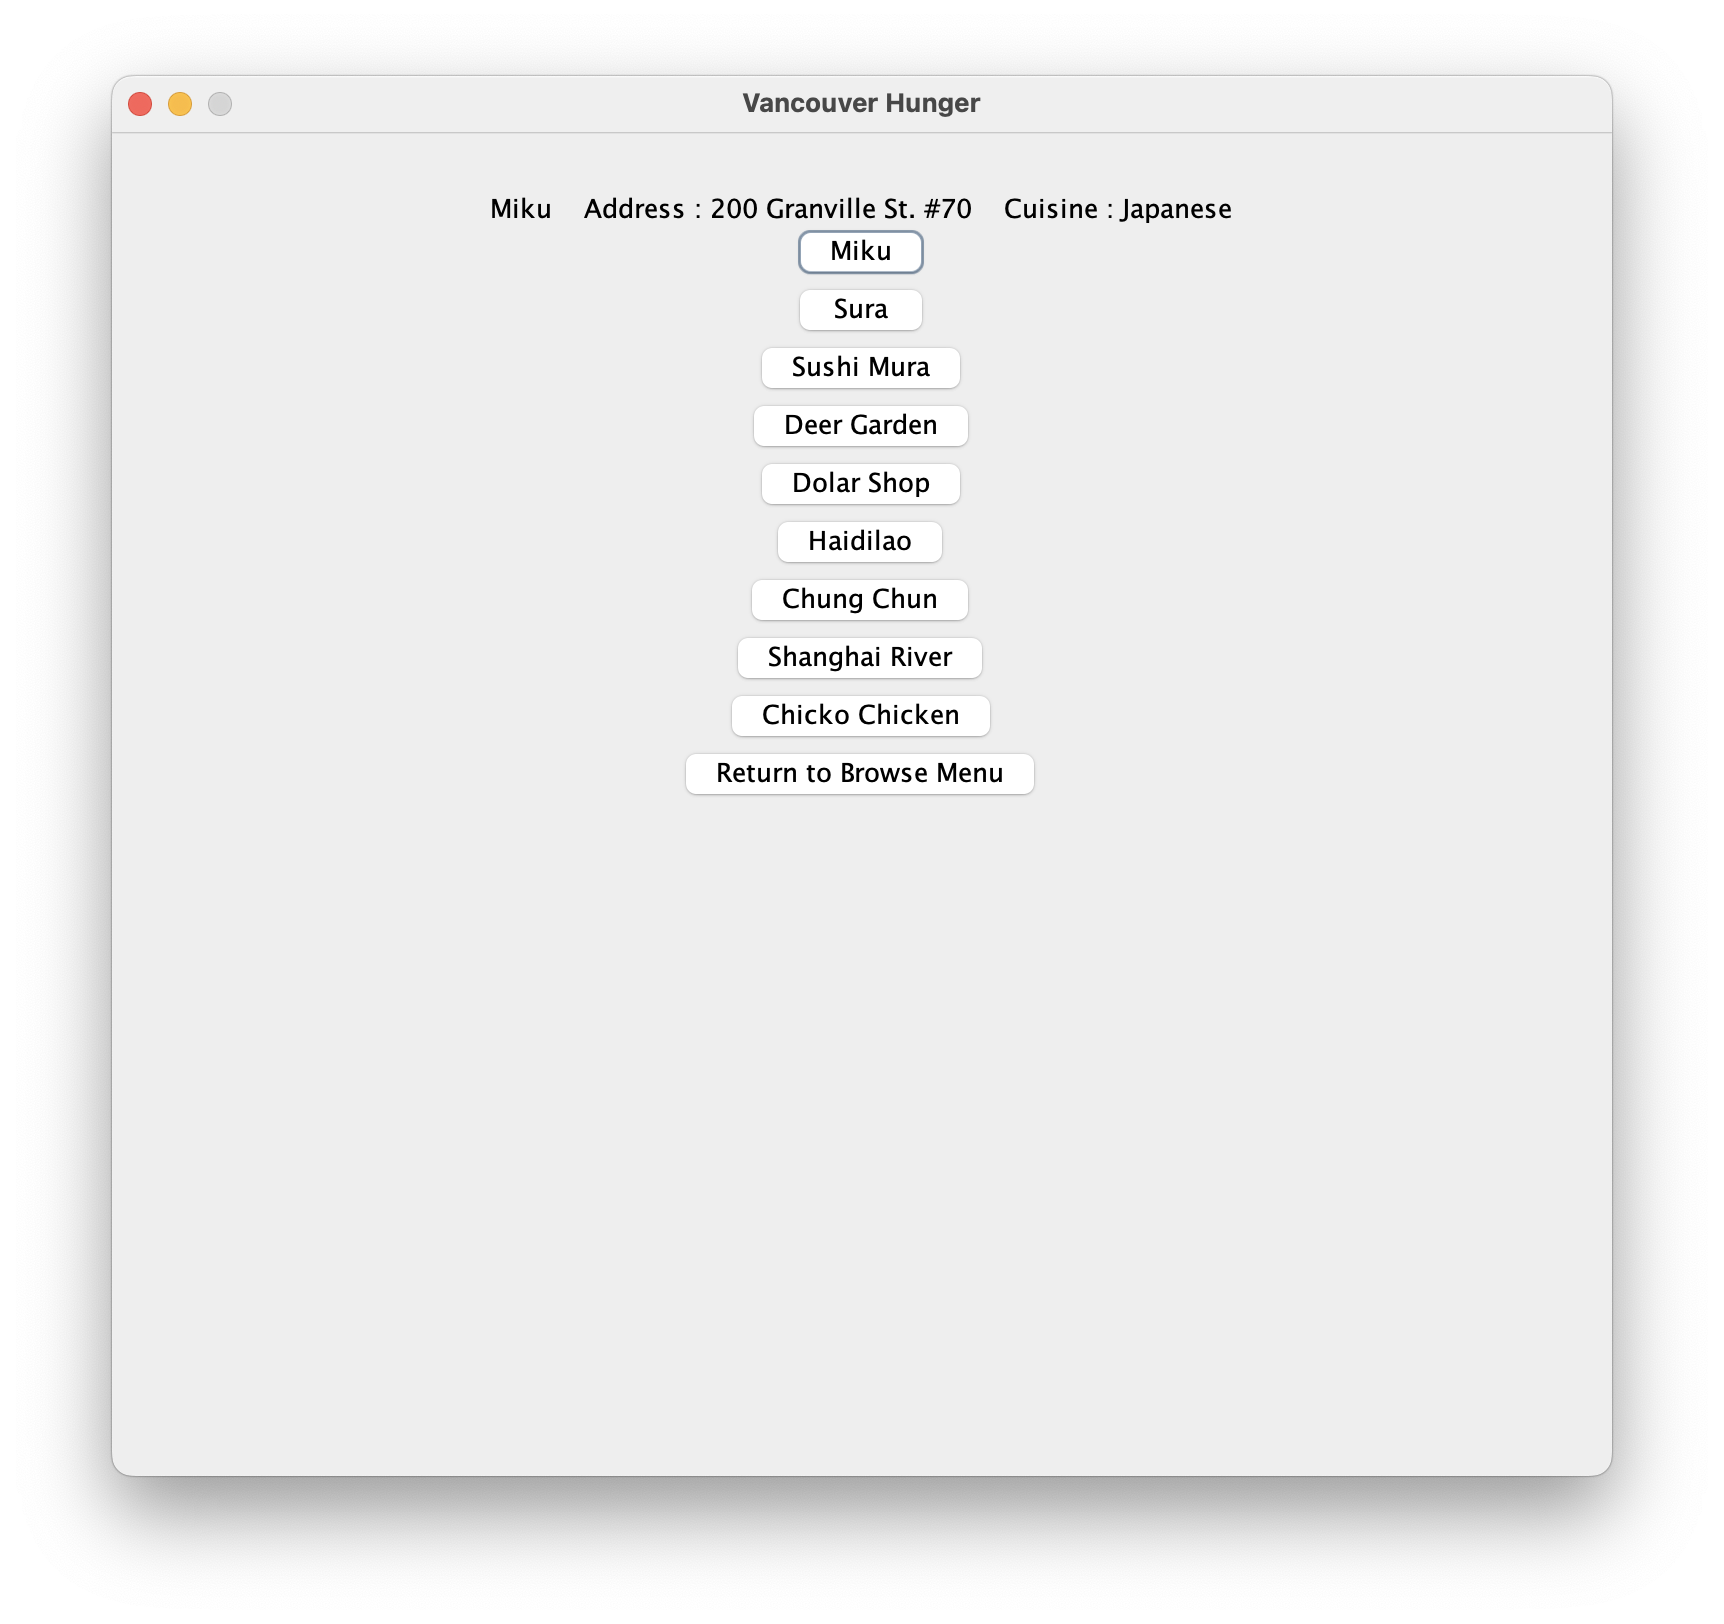 Vancouver Hunger
Miku Address : 200 Granville St. #70 Cuisine : Japanese
Miku
Sura
Sushi Mura
Deer Garden
Dolar Shop
Haidilao
Chung Chun
Shanghai River
Chicko Chicken
Return to Browse Menu